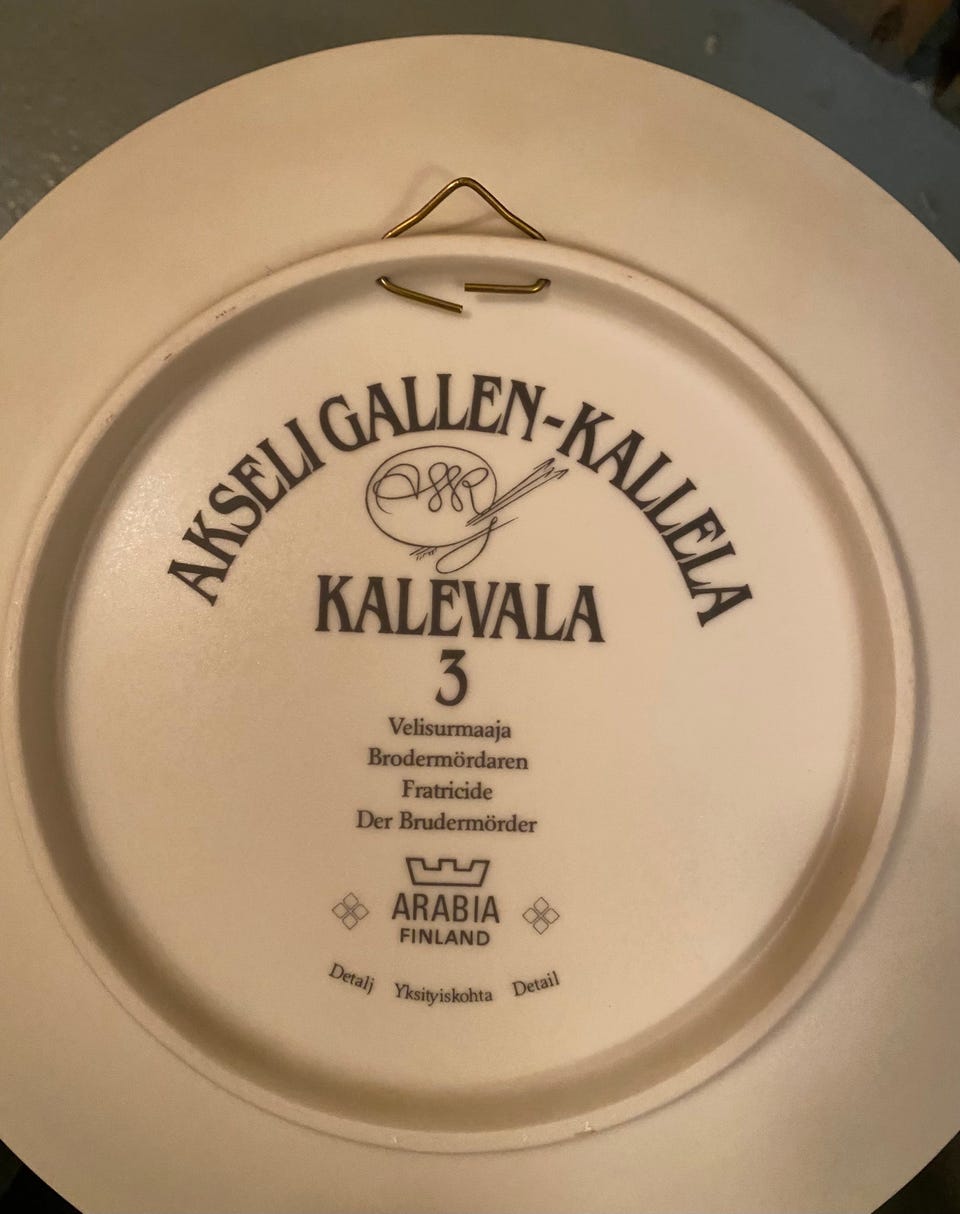 AKSELI GALLEN-KALLELA
KALEVALA
3
Velisurmaaja
Brodermördaren
Fratricide
Der Brudermörder
ARABIA
FINLAND
Detalj Yksityiskohta Detail